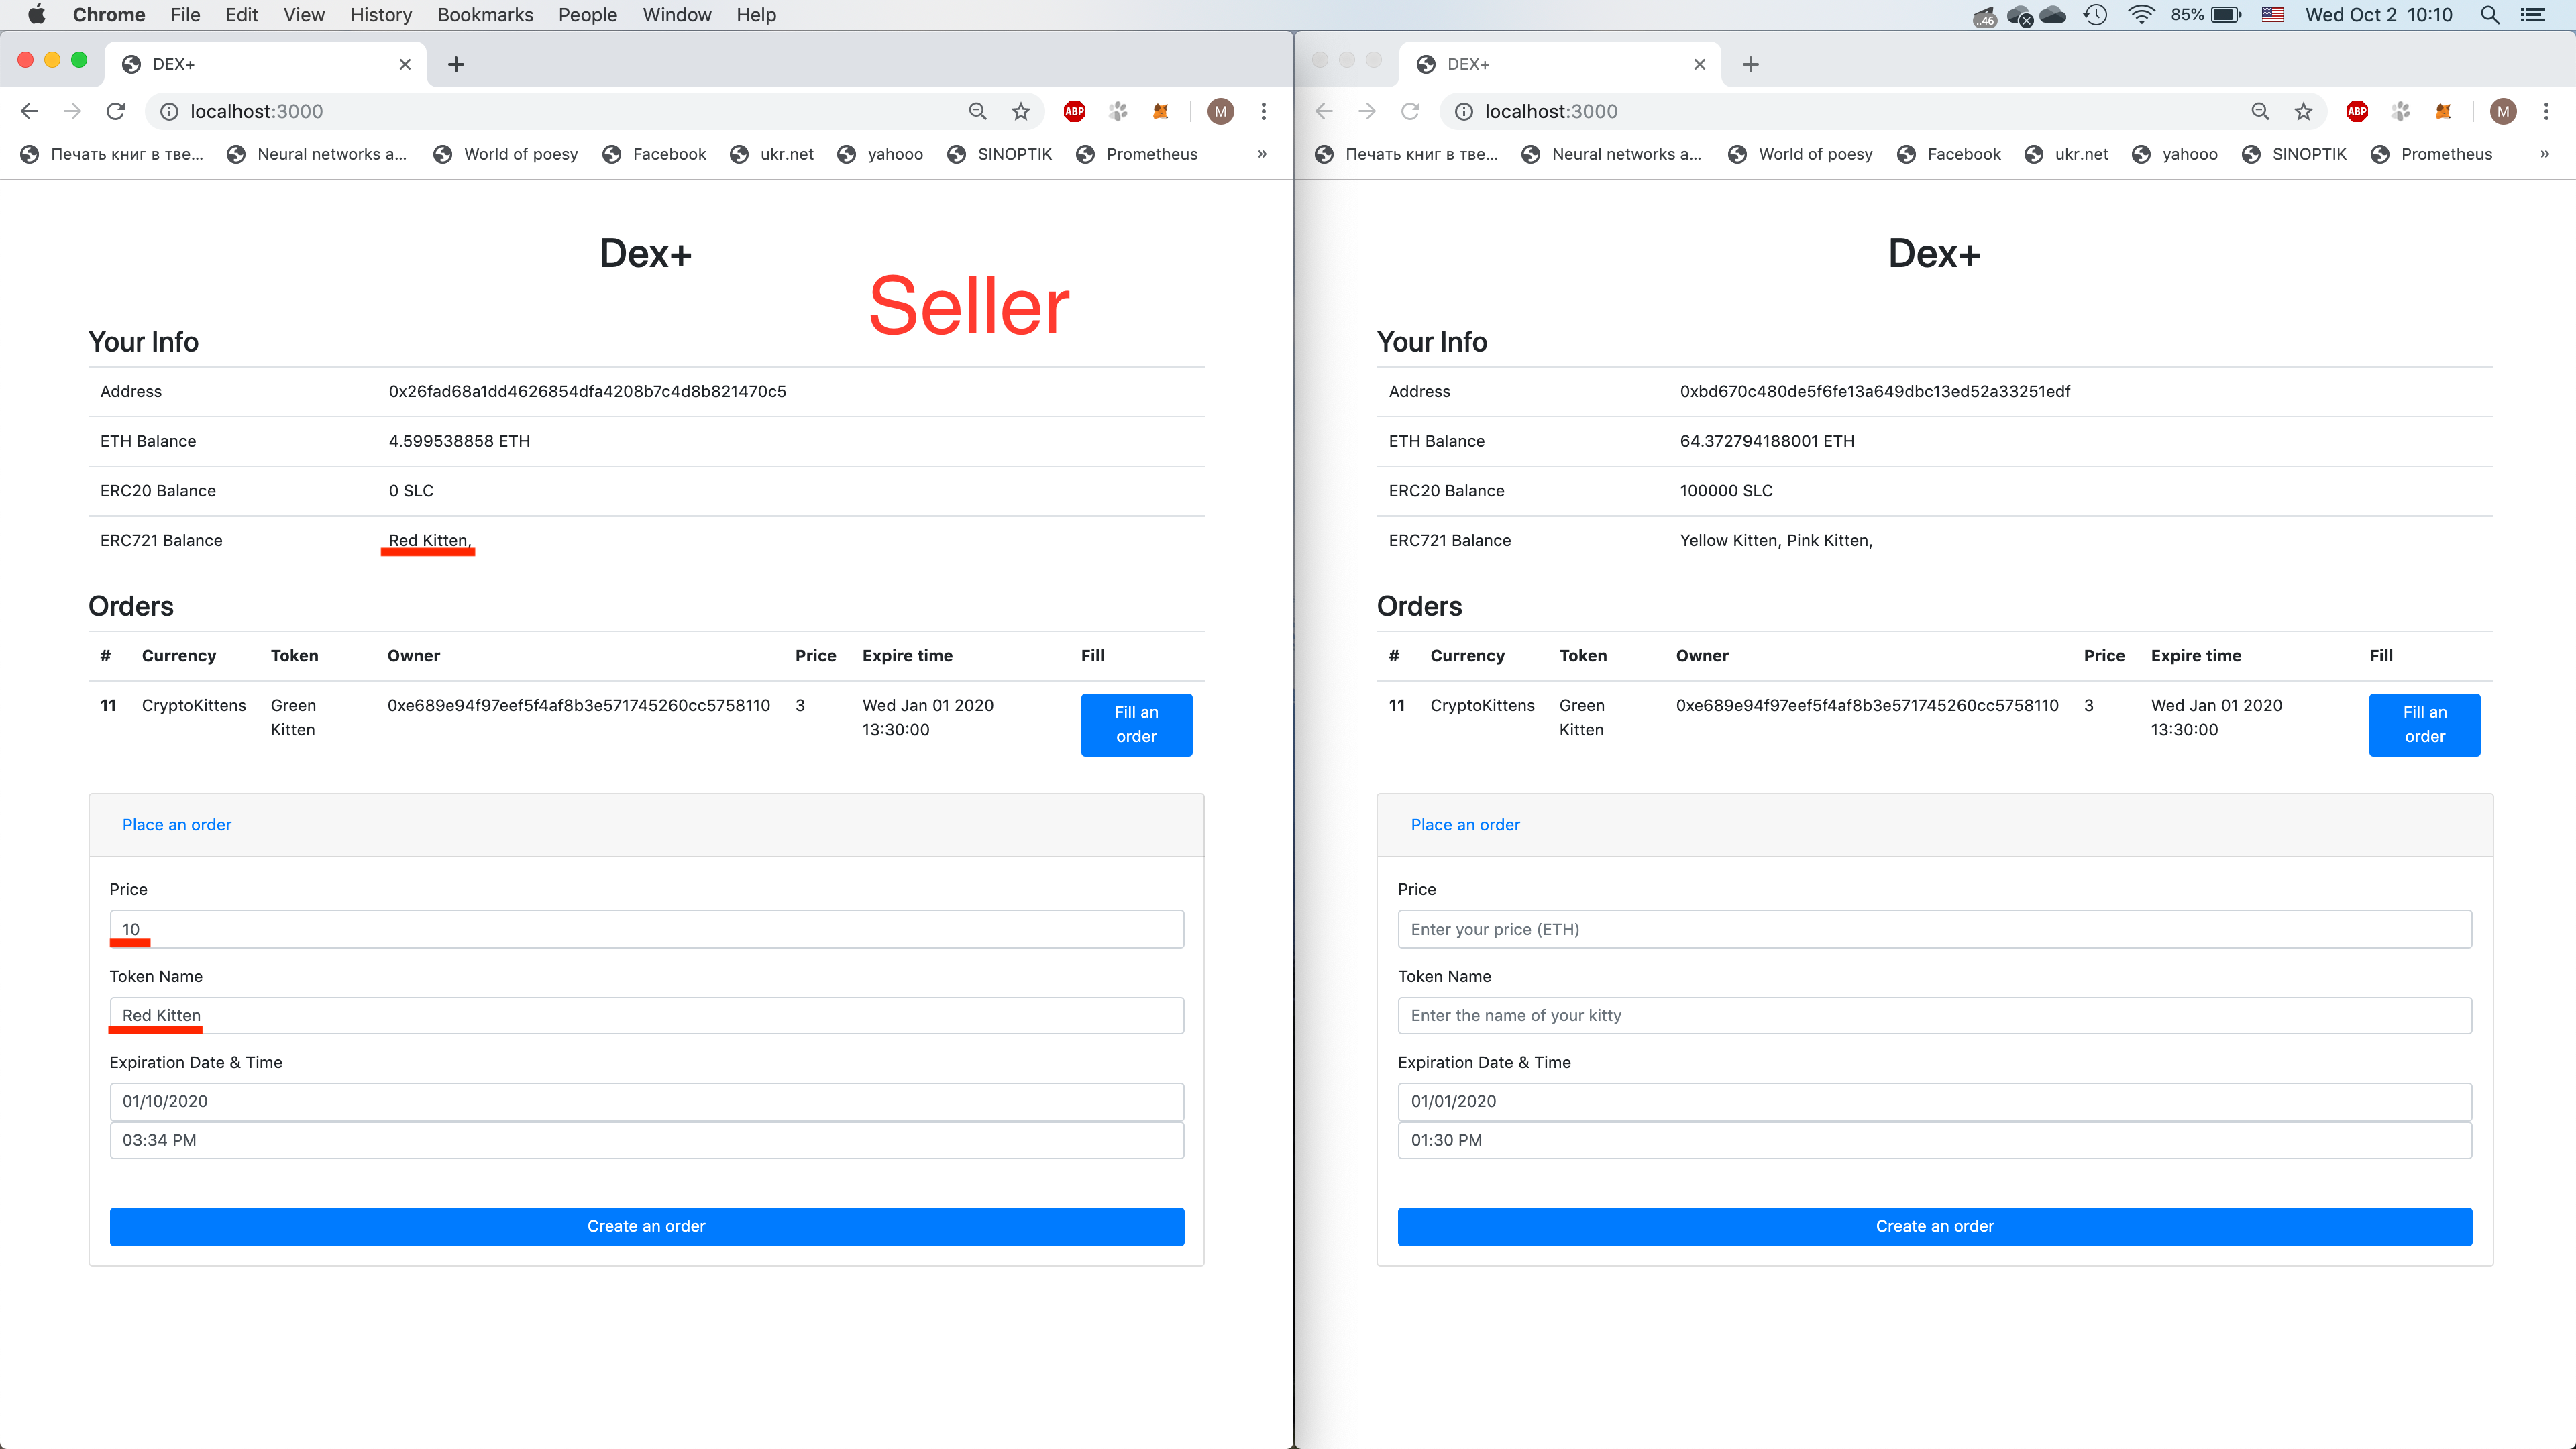 Chrome File Edit View History Bookmarks People Window Help
..46 85% Wed Oct 2 10:10
DEX+
localhost:3000
ABP M
Печать книг в тве... Neural networks a... World of poesy Facebook ukr.net yahooo SINOPTIK Prometheus »
Dex+
Seller
Your Info
Address 0x26fad68a1dd4626854dfa4208b7c4d8b821470c5
ETH Balance 4.599538858 ETH
ERC20 Balance 0 SLC
ERC721 Balance Red Kitten,
Orders
# Currency Token Owner Price Expire time Fill
11 CryptoKittens Green Kitten 0xe689e94f97eef5f4af8b3e571745260cc5758110 3 Wed Jan 01 2020 13:30:00 Fill an order
Place an order
Price
10
Token Name
Red Kitten
Expiration Date & Time
01/10/2020
03:34 PM
Create an order
DEX+
localhost:3000
ABP M
Печать книг в тве... Neural networks a... World of poesy Facebook ukr.net yahooo SINOPTIK Prometheus »
Dex+
Your Info
Address 0xbd670c480de5f6fe13a649dbc13ed52a33251edf
ETH Balance 64.372794188001 ETH
ERC20 Balance 100000 SLC
ERC721 Balance Yellow Kitten, Pink Kitten,
Orders
# Currency Token Owner Price Expire time Fill
11 CryptoKittens Green Kitten 0xe689e94f97eef5f4af8b3e571745260cc5758110 3 Wed Jan 01 2020 13:30:00 Fill an order
Place an order
Price
Enter your price (ETH)
Token Name
Enter the name of your kitty
Expiration Date & Time
01/01/2020
01:30 PM
Create an order